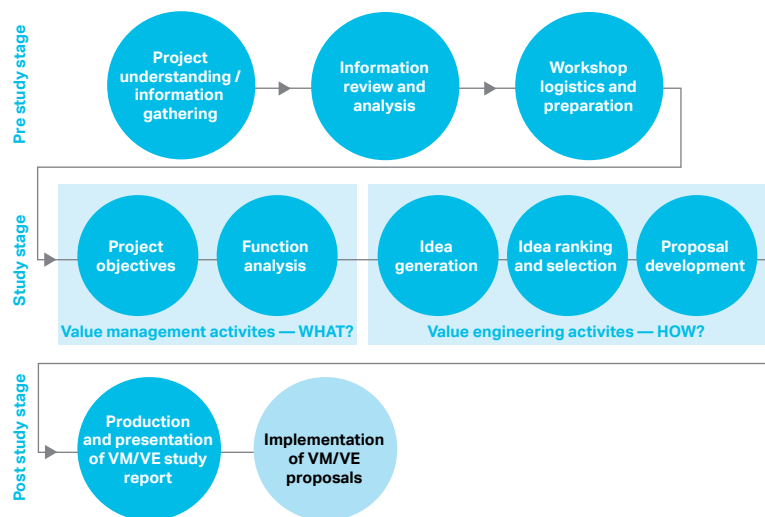 Pre study stage
Project
understanding /
information
gathering
Information
review and
analysis
Workshop
logistics and
preparation
Study stage
Project
objectives
Function
analysis
Idea
generation
Idea ranking
and selection
Proposal
development
Value management activites — WHAT?
Value engineering activites — HOW?
Post study stage
Production
and presentation
of VM/VE study
report
Implementation
of VM/VE
proposals